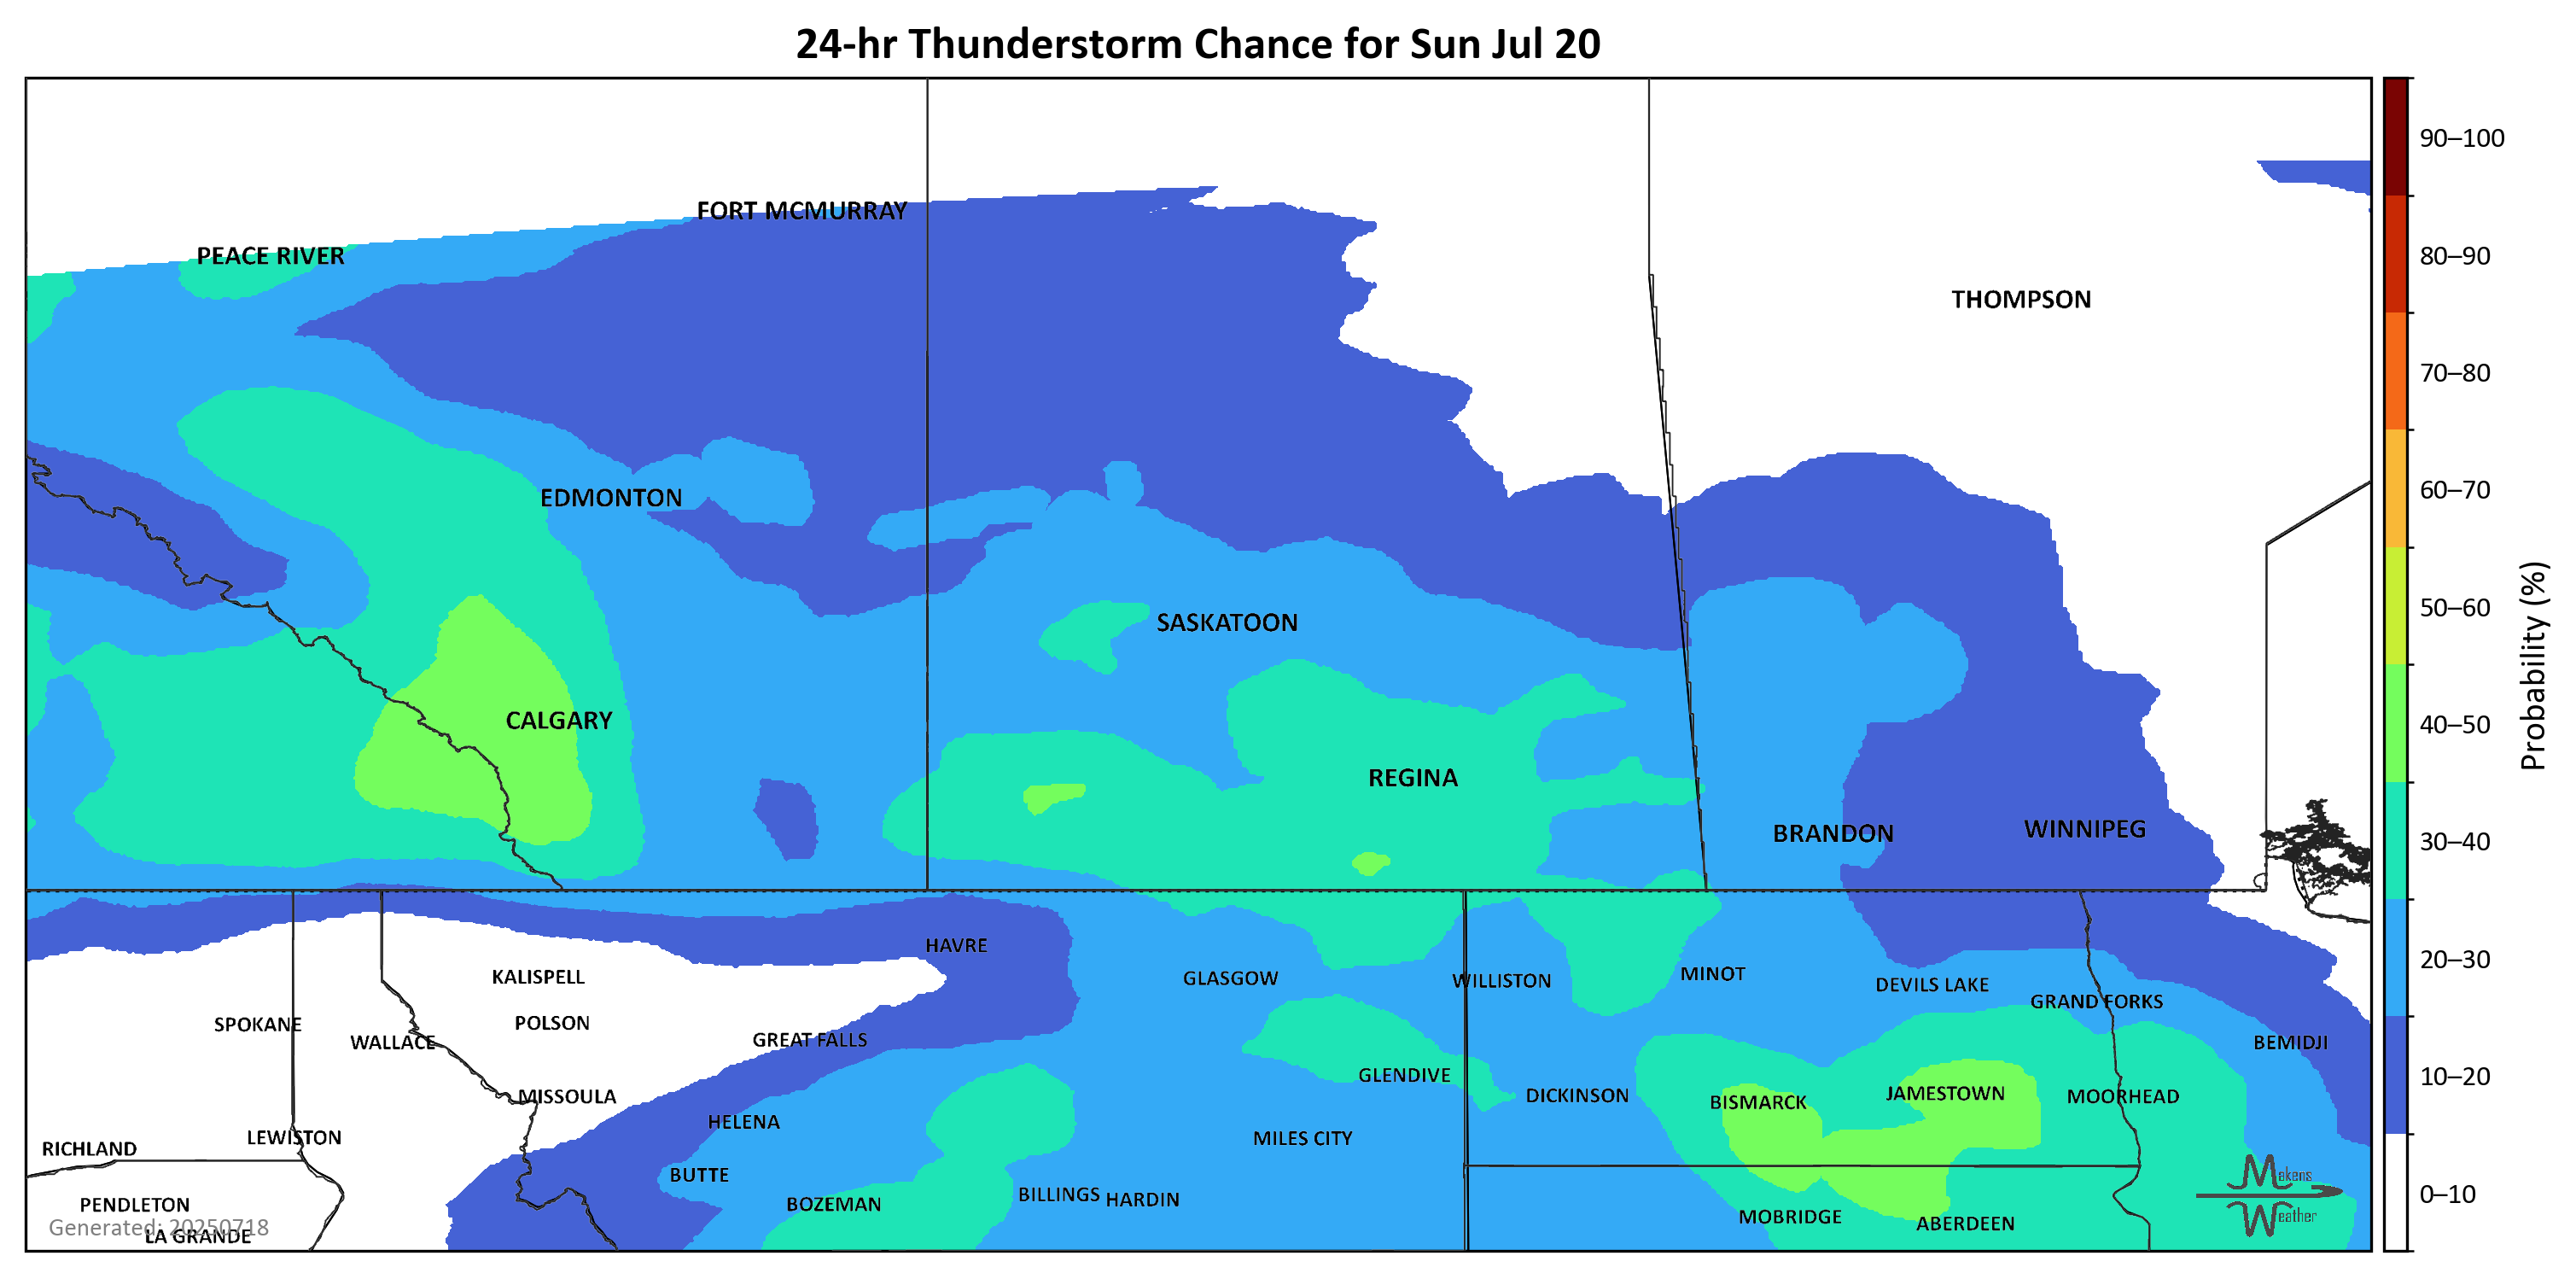 24-hr Thunderstorm Chance for Sun Jul 20
90–100
FORT MCMURRAY
PEACE RIVER
80–90
THOMPSON
70–80
EDMONTON
60–70
SASKATOON
50–60
Probability (%)
CALGARY
40–50
REGINA
BRANDON
WINNIPEG
30–40
HAVRE
KALISPELL
GLASGOW
WILLISTON
MINOT
DEVILS LAKE
20–30
GRAND FORKS
SPOKANE
POLSON
WALLACE
GREAT FALLS
BEMIDJI
GLENDIVE
10–20
MISSOULA
DICKINSON
BISMARCK
JAMESTOWN
MOORHEAD
HELENA
LEWISTON
MILES CITY
RICHLAND
BUTTE
Makens
Weather
0–10
PENDLETON
BOZEMAN
BILLINGS
HARDIN
MOBRIDGE
ABERDEEN
Generated: 20250718
LA GRANDE